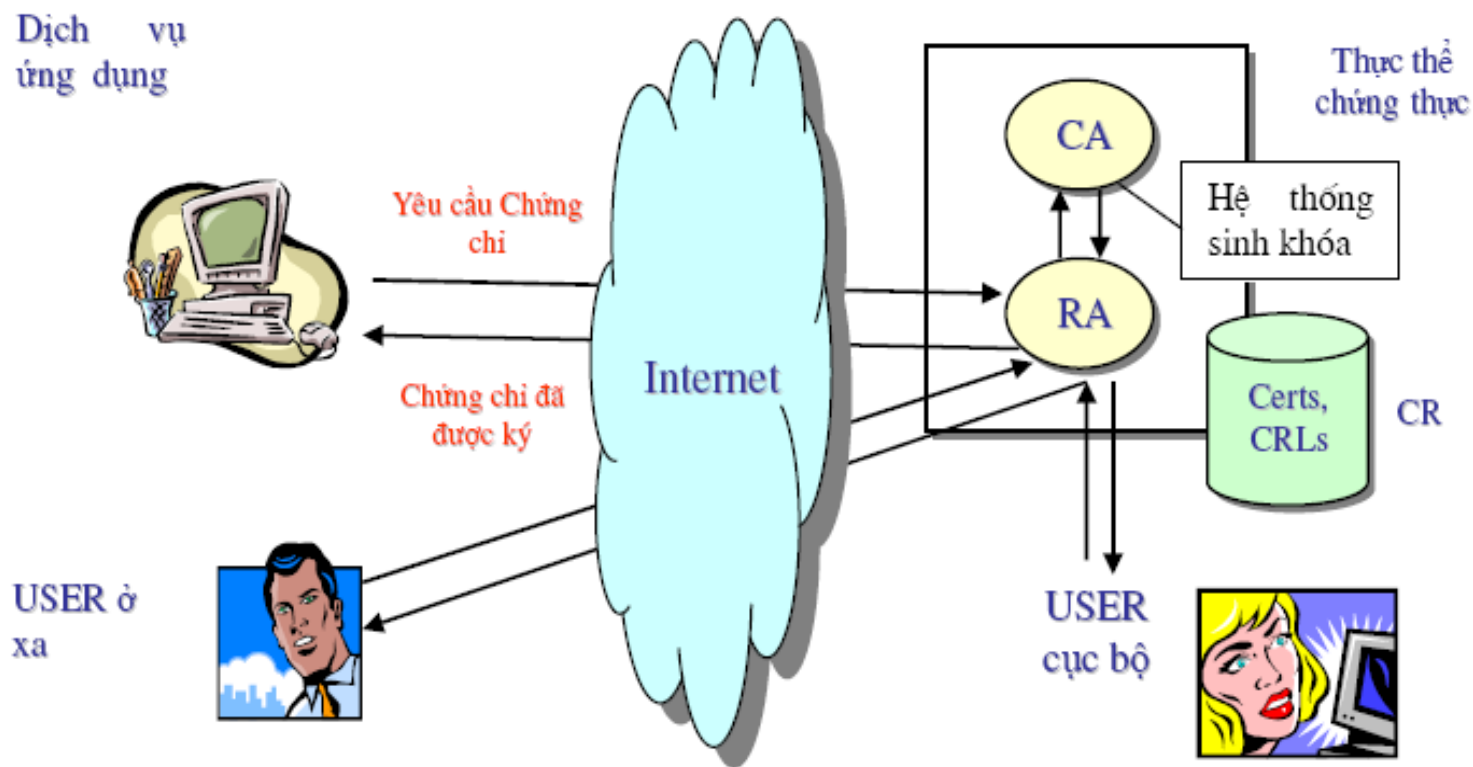 Dịch vụ
ứng dụng
Thực thể
chứng thực
CA
Yêu cầu Chứng
chỉ
Hệ thống
sinh khóa
RA
Internet
Chứng chỉ đã
được ký
Certs,
CRLs
CR
USER ở
xa
USER
cục bộ